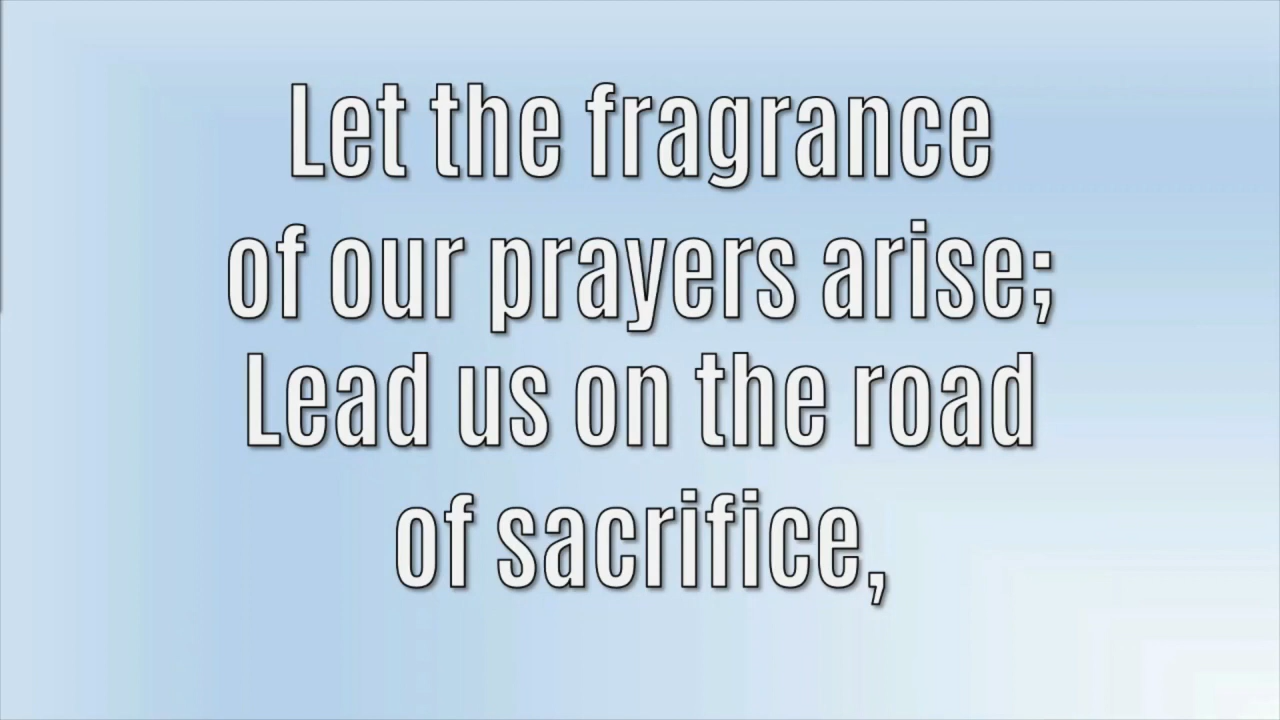 Let the fragrance
of our prayers arise;
Lead us on the road
of sacrifice,